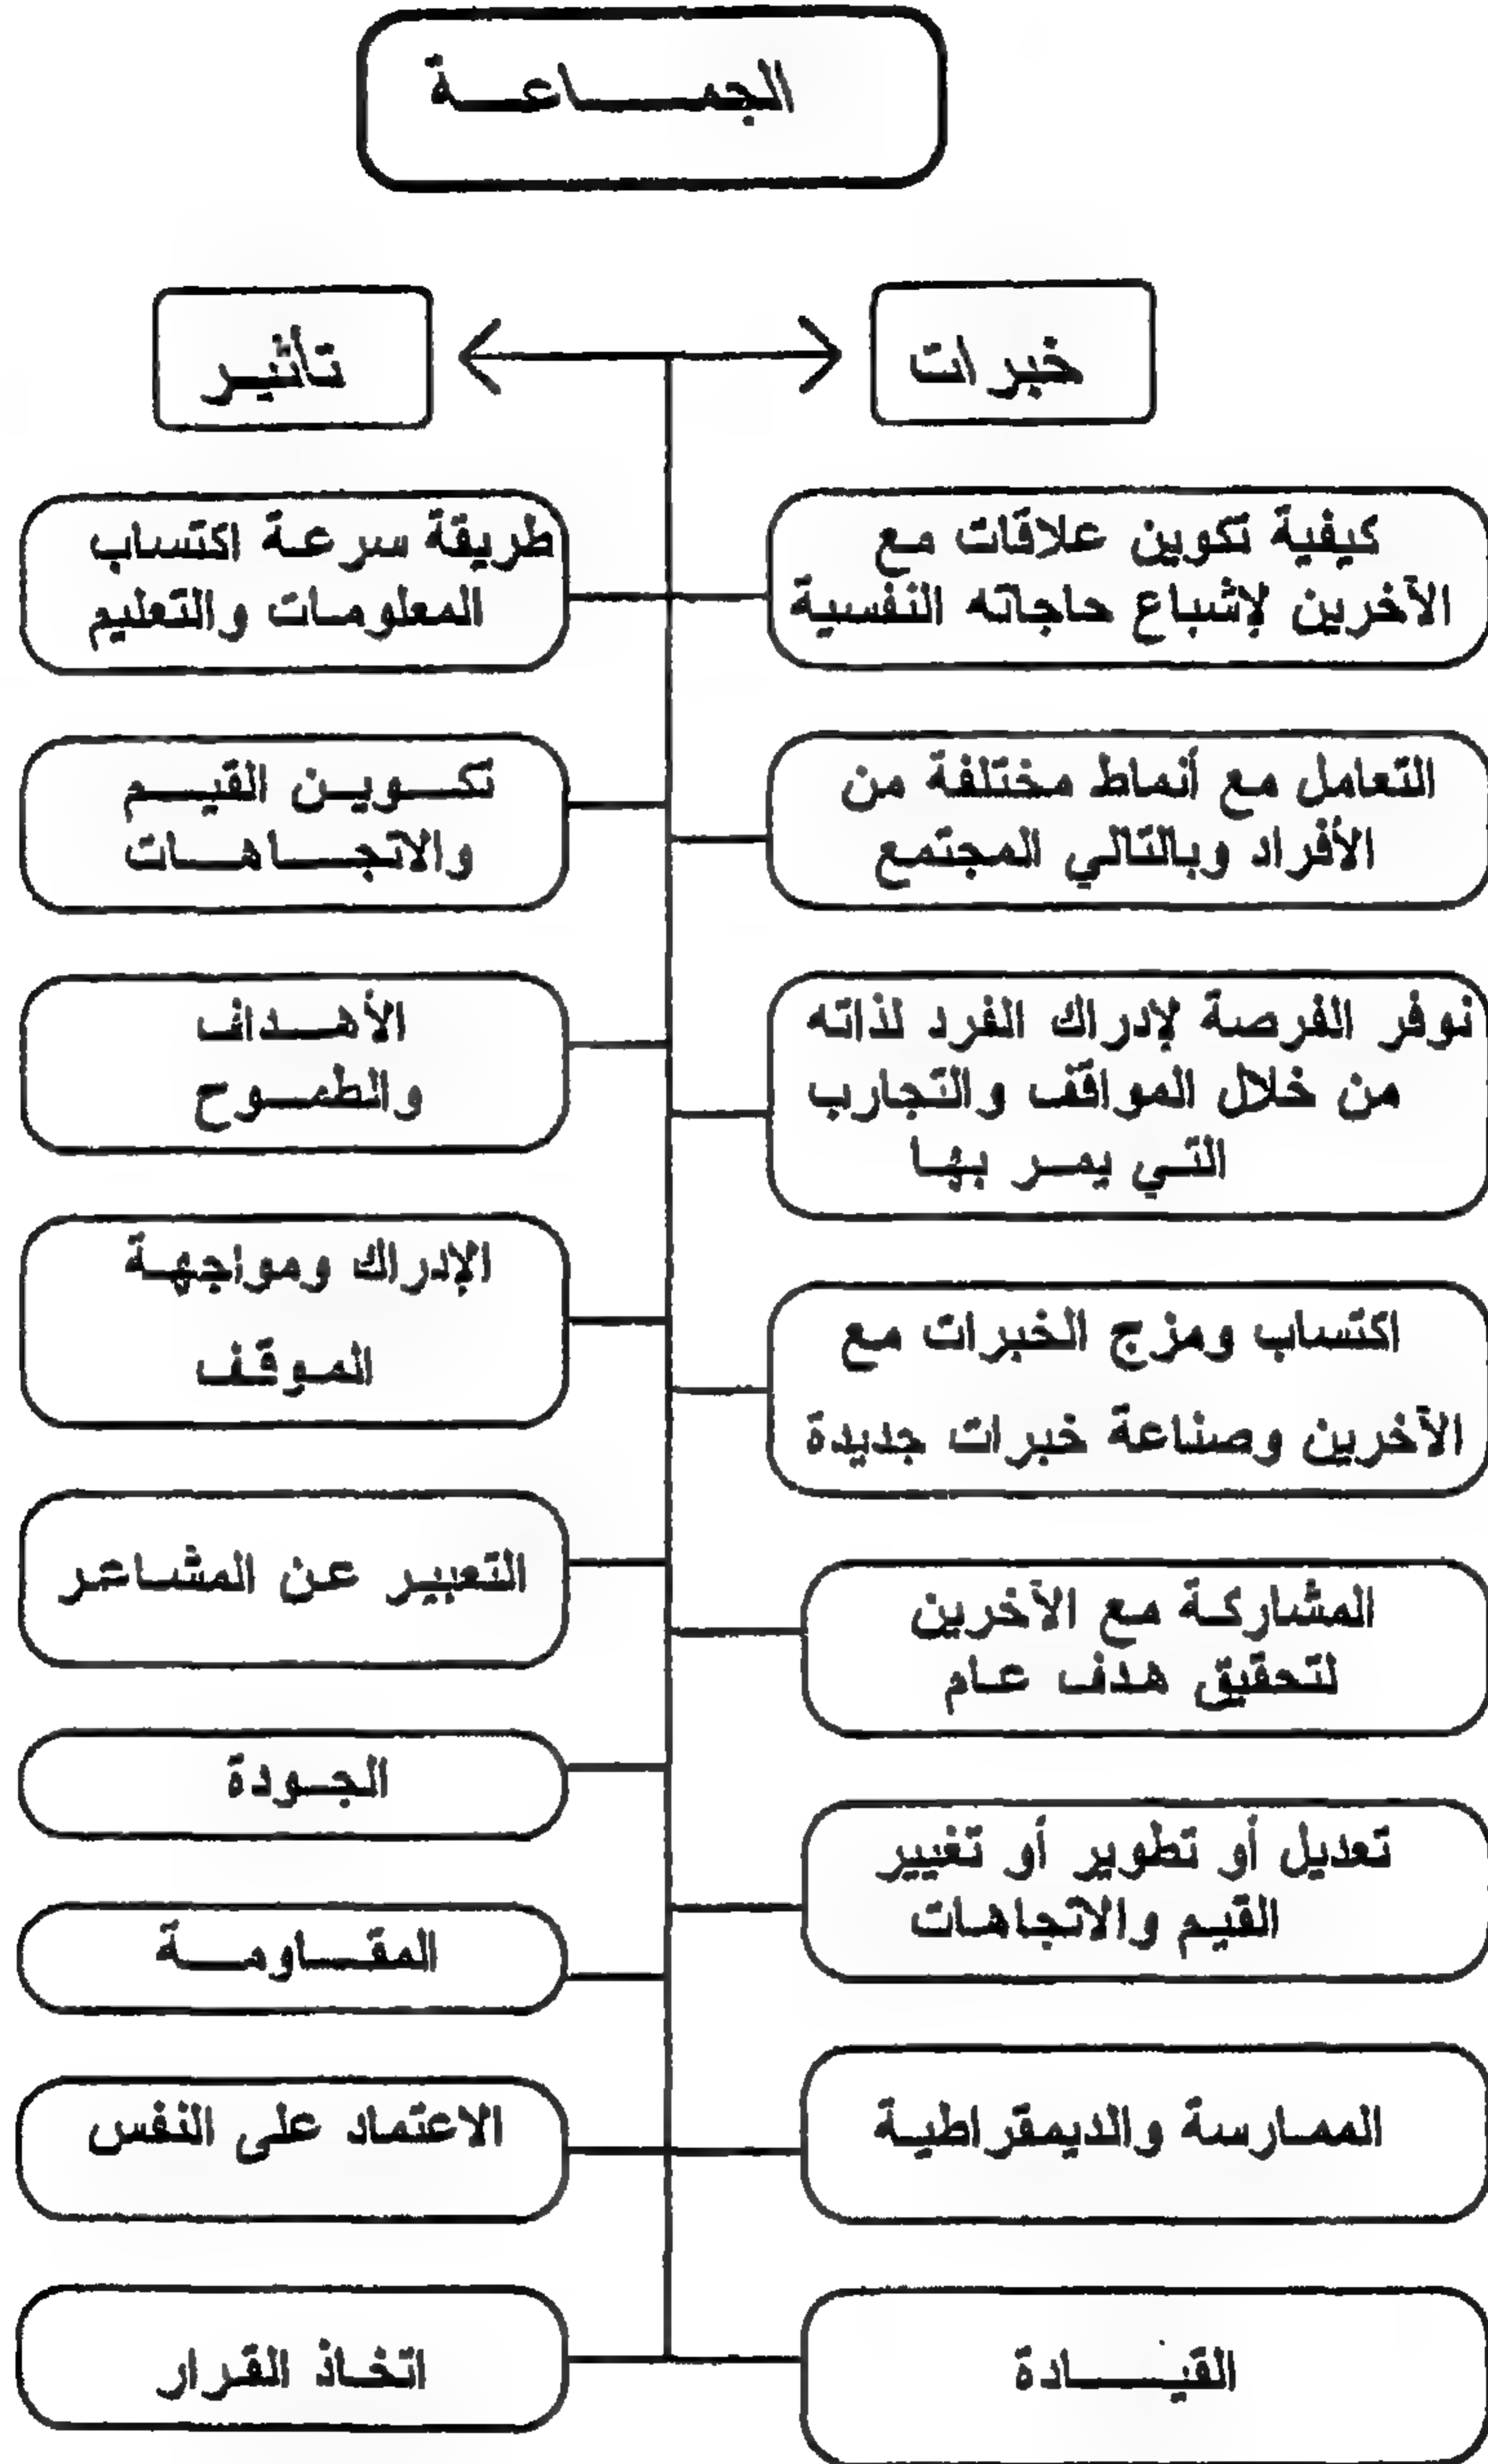 الجماعة
خبرات
تأثير
كيفية تكوين علاقات مع
الآخرين لإشباع حاجاته النفسية
طريقة سرعة اكتساب
المعلومات والتعليم
التعامل مع أنماط مختلفة من
الأفراد وبالتالي المجتمع
تكوين القيم
والاتجاهات
توفر الفرصة لإدراك الفرد لذاته
من خلال المواقف والتجارب
التي يمر بها
الأهداف
والطموح
اكتساب ومزج الخبرات مع
الآخرين وصناعة خبرات جديدة
الإدراك ومواجهة
الموقف
المشاركة مع الآخرين
لتحقيق هدف عام
التعبير عن المشاعر
تعديل أو تطوير أو تغيير
القيم والاتجاهات
الجودة
المقاومة
الممارسة والديمقراطية
الاعتماد على النفس
القيادة
اتخاذ القرار